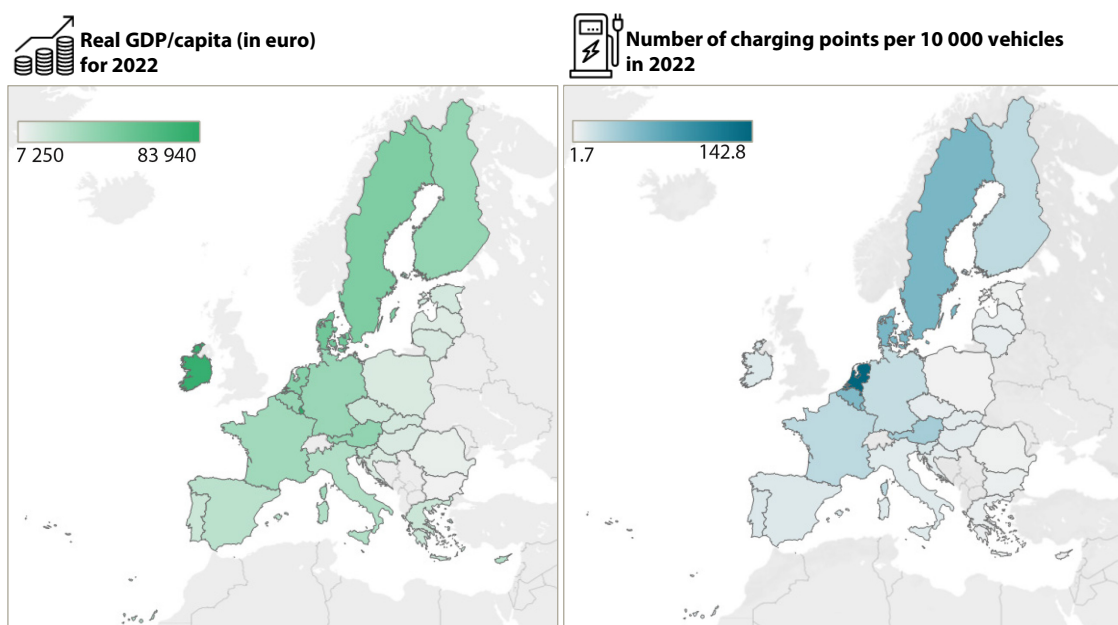 Real GDP/capita (in euro)
for 2022
7 250
83 940
Number of charging points per 10 000 vehicles
in 2022
1.7
142.8